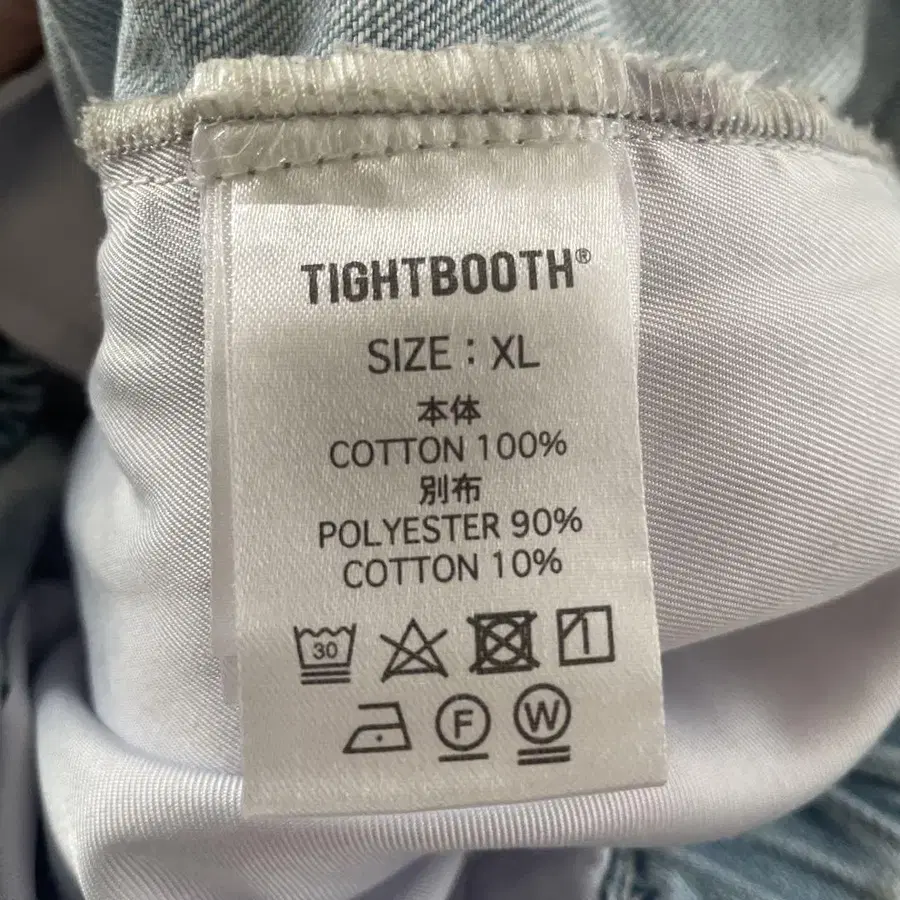 TIGHTBOOTH®
SIZE : XL
本体
COTTON 100%
別布
POLYESTER 90%
COTTON 10%
30
F W